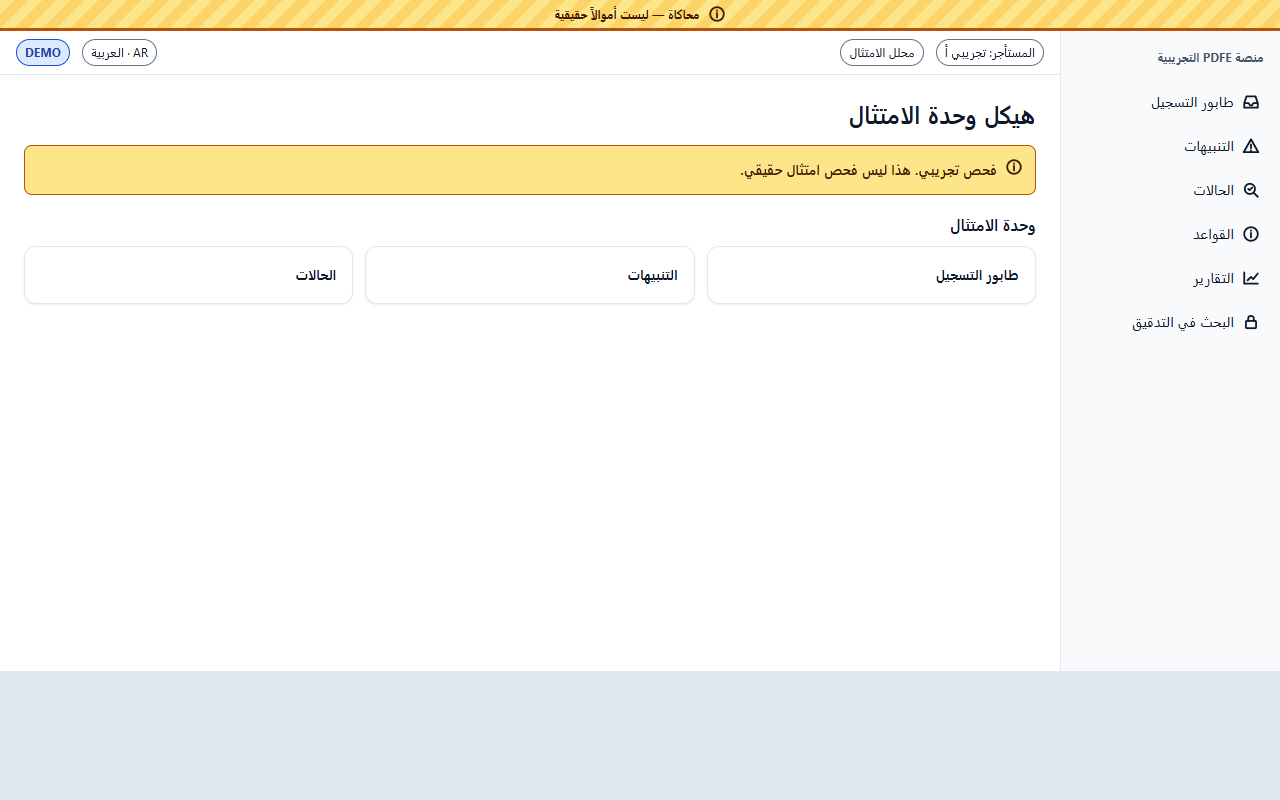 محاكاة — ليست أموالاً حقيقية
منصة PDFE التجريبية
طابور التسجيل
التنبيهات
الحالات
القواعد
التقارير
البحث في التدقيق
المستأجر: تجريبي أ
محلل الامتثال
AR · العربية
DEMO
هيكل وحدة الامتثال
فحص تجريبي. هذا ليس فحص امتثال حقيقي.
وحدة الامتثال
طابور التسجيل
التنبيهات
الحالات